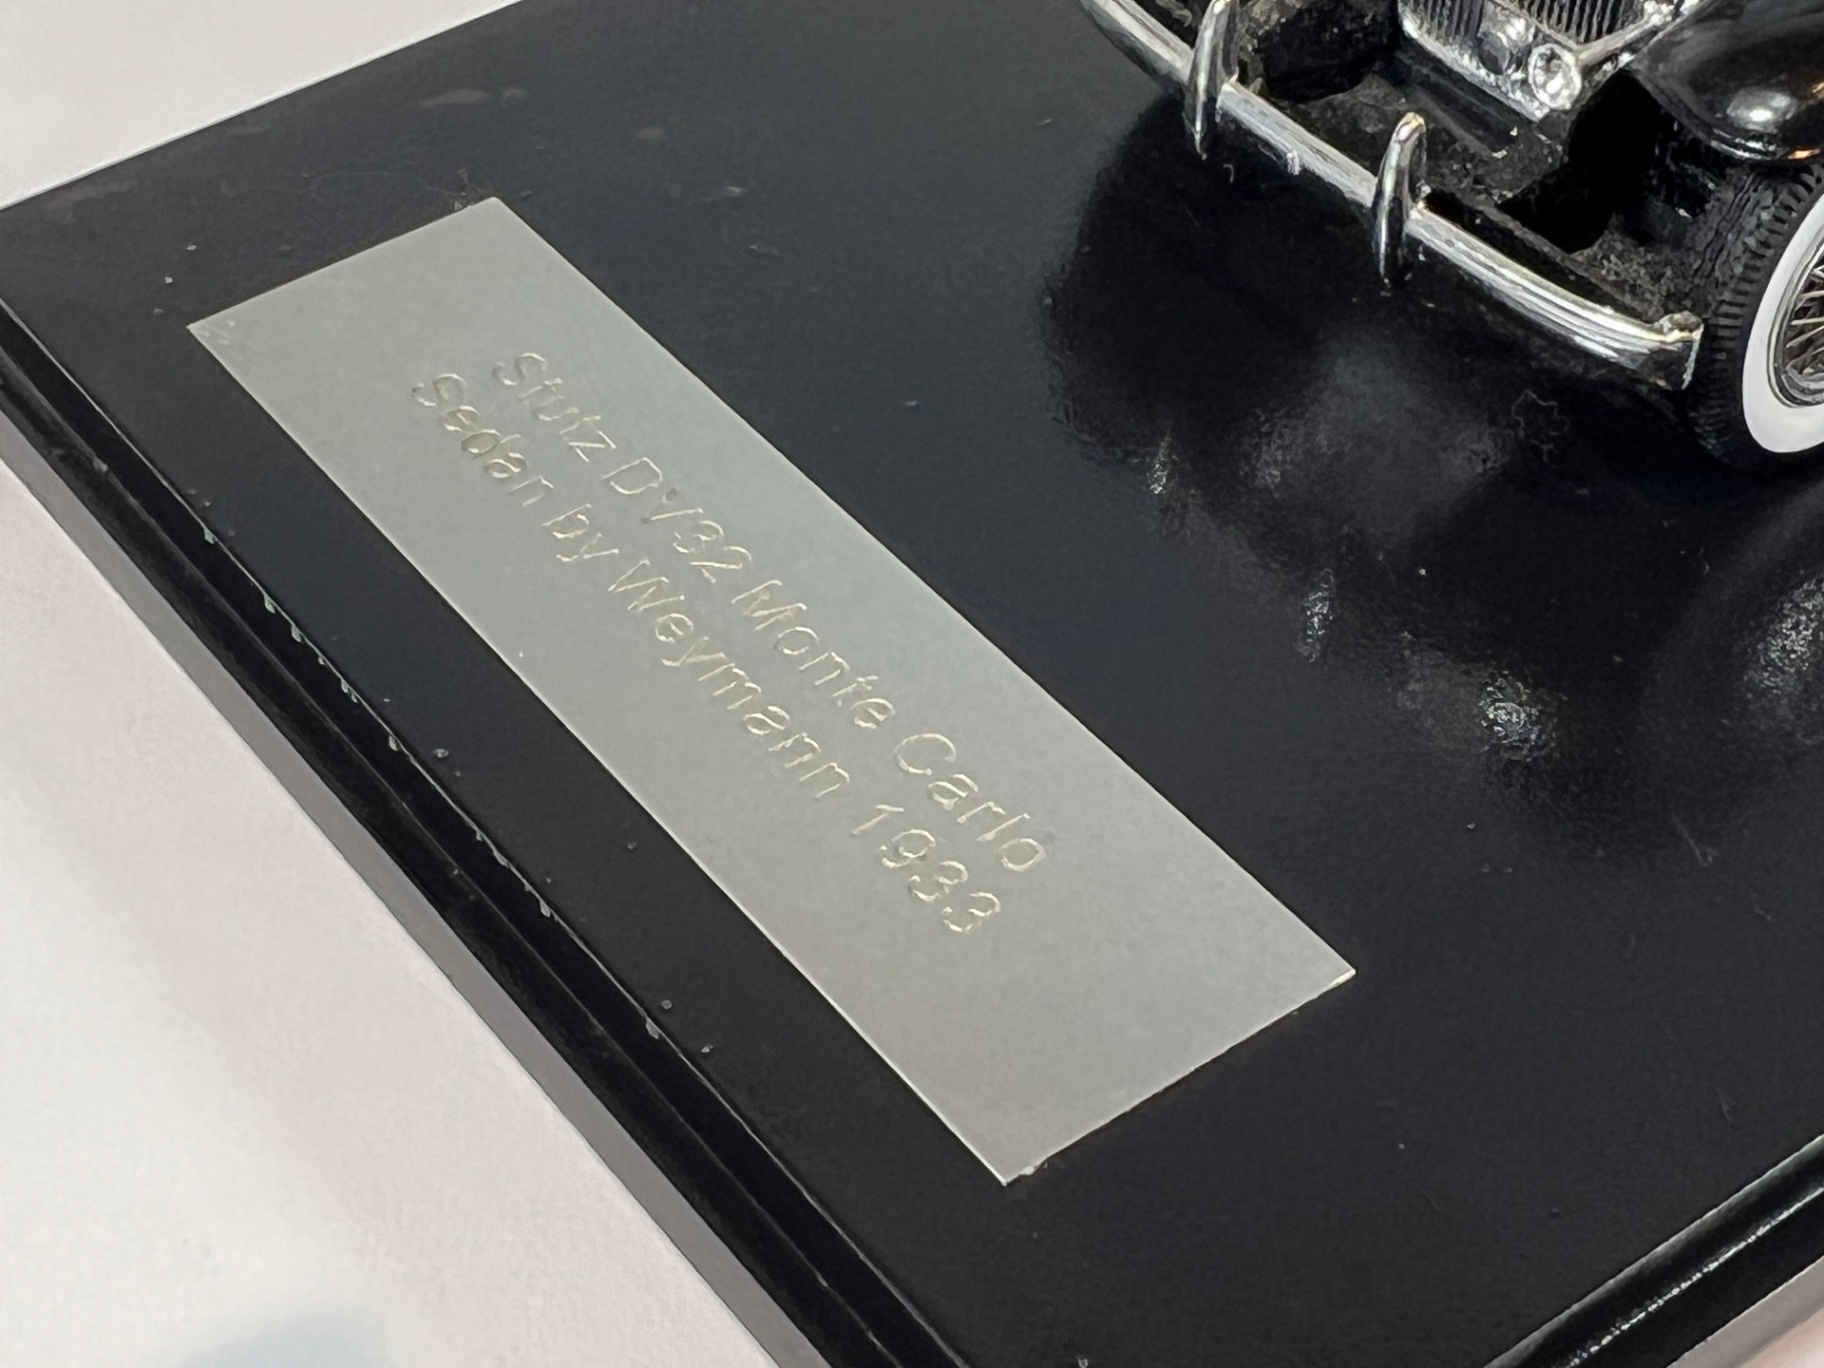 Stutz DV32 Monte Carlo
Sedan by Weymann 1933